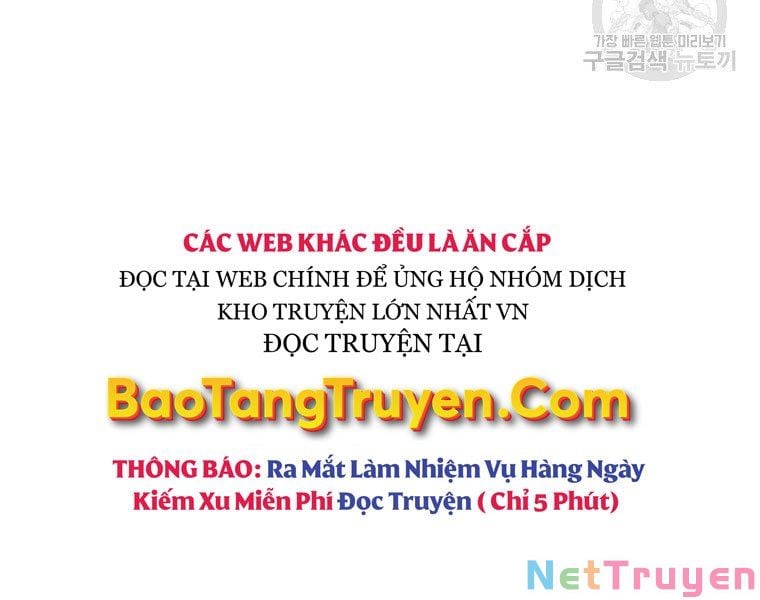 가장 빠른 웹툰 미리보기
구글검색 뉴토끼
CÁC WEB KHÁC ĐỀU LÀ ĂN CẮP
ĐỌC TẠI WEB CHÍNH ĐỂ ỦNG HỘ NHÓM DỊCH
KHO TRUYỆN LỚN NHẤT VN
ĐỌC TRUYỆN TẠI
BaoTangTruyen.Com
THÔNG BÁO: Ra Mắt Làm Nhiệm Vụ Hàng Ngày
Kiếm Xu Miễn Phí Đọc Truyện ( Chỉ 5 Phút)
NetTruyen